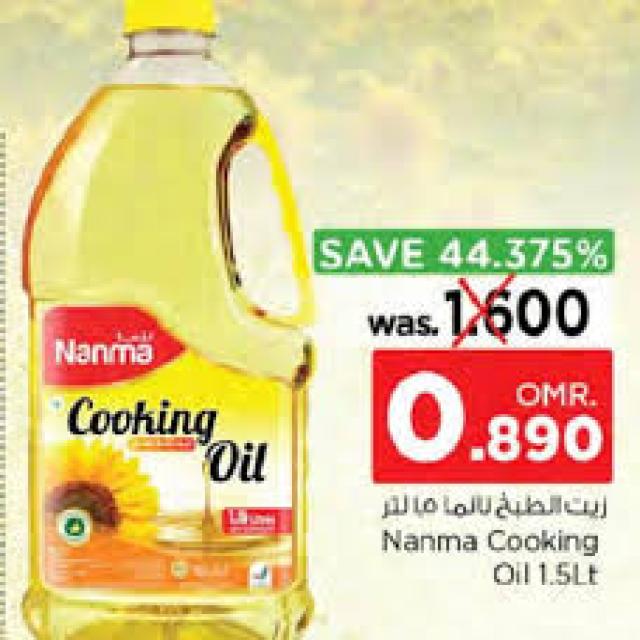 SAVE 44.375%
was. 1.600
OMR.
0.890
نانما
Nanma
Cooking
Oil
زيت الطبخ نانما ١.٥ لتر
Nanma Cooking
Oil 1.5Lt